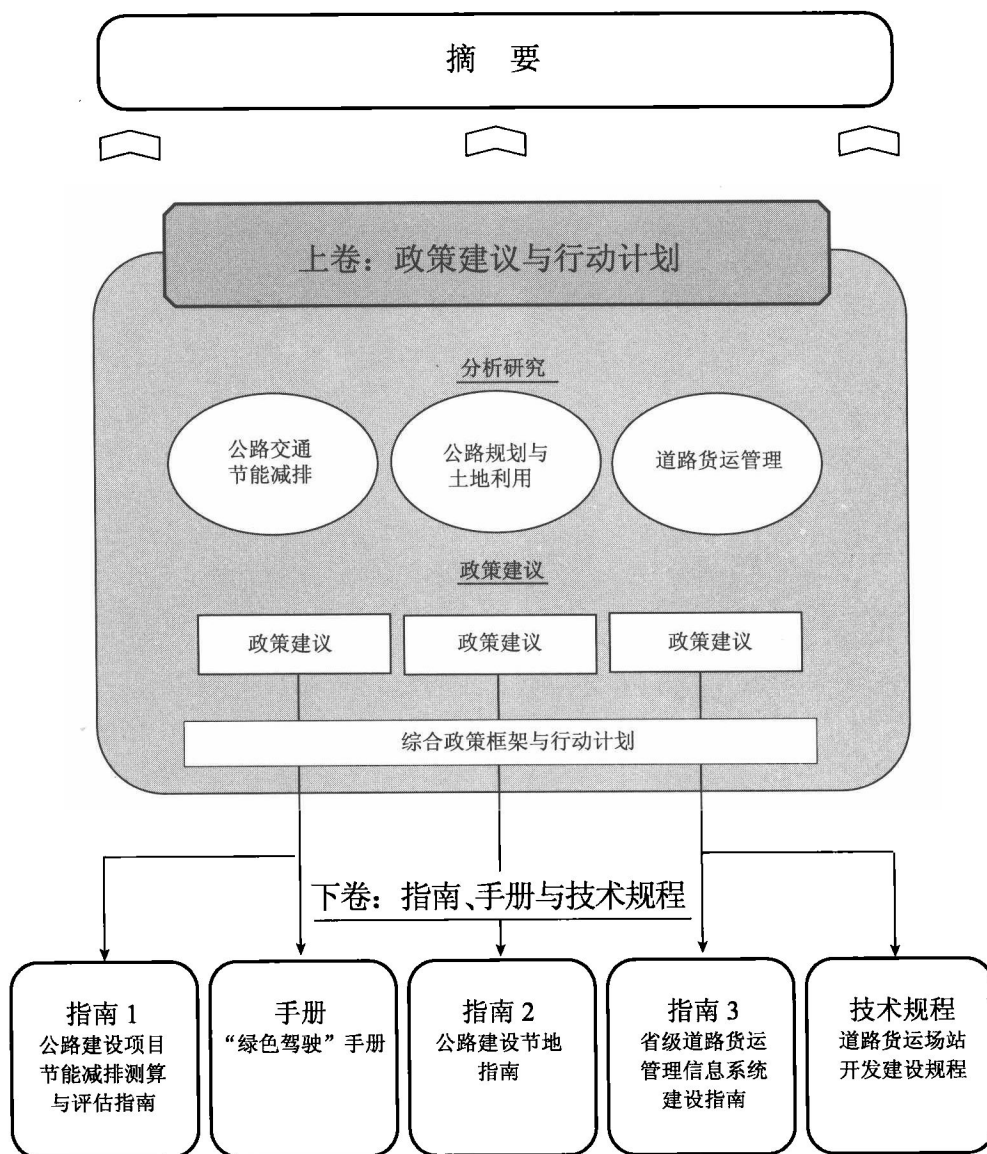 摘 要
上卷：政策建议与行动计划
分析研究
公路交通
节能减排
公路规划与
土地利用
道路货运管理
政策建议
政策建议
政策建议
政策建议
综合政策框架与行动计划
下卷：指南、手册与技术规程
指南 1
公路建设项目
节能减排测算
与评估指南
手册
“绿色驾驶”手册
指南 2
公路建设节地
指南
指南 3
省级道路货运
管理信息系统
建设指南
技术规程
道路货运场站
开发建设规程